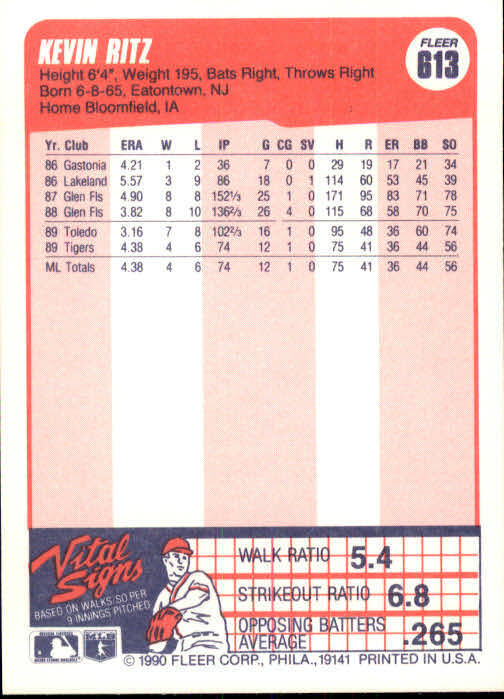 KEVIN RITZ
FLEER
613
Height 6'4", Weight 195, Bats Right, Throws Right
Born 6-8-65, Eatontown, NJ
Home Bloomfield, IA
Yr. Club ERA W L IP G CG SV H R ER BB SO
86 Gastonia 4.21 1 2 36 7 0 0 29 19 17 21 34
86 Lakeland 5.57 3 9 86 18 0 1 114 60 53 45 39
87 Glen Fls 4.90 8 8 152⅓ 25 1 0 171 95 83 71 78
88 Glen Fls 3.82 8 10 136⅔ 26 4 0 115 68 58 70 75
89 Toledo 3.16 7 8 102⅔ 16 1 0 95 48 36 60 74
89 Tigers 4.38 4 6 74 12 1 0 75 41 36 44 56
ML Totals 4.38 4 6 74 12 1 0 75 41 36 44 56
Vital Signs
BASED ON WALKS/SO PER
9 INNINGS PITCHED
WALK RATIO 5.4
STRIKEOUT RATIO 6.8
OPPOSING BATTERS
AVERAGE .265
© 1990 FLEER CORP., PHILA., 19141 PRINTED IN U.S.A.